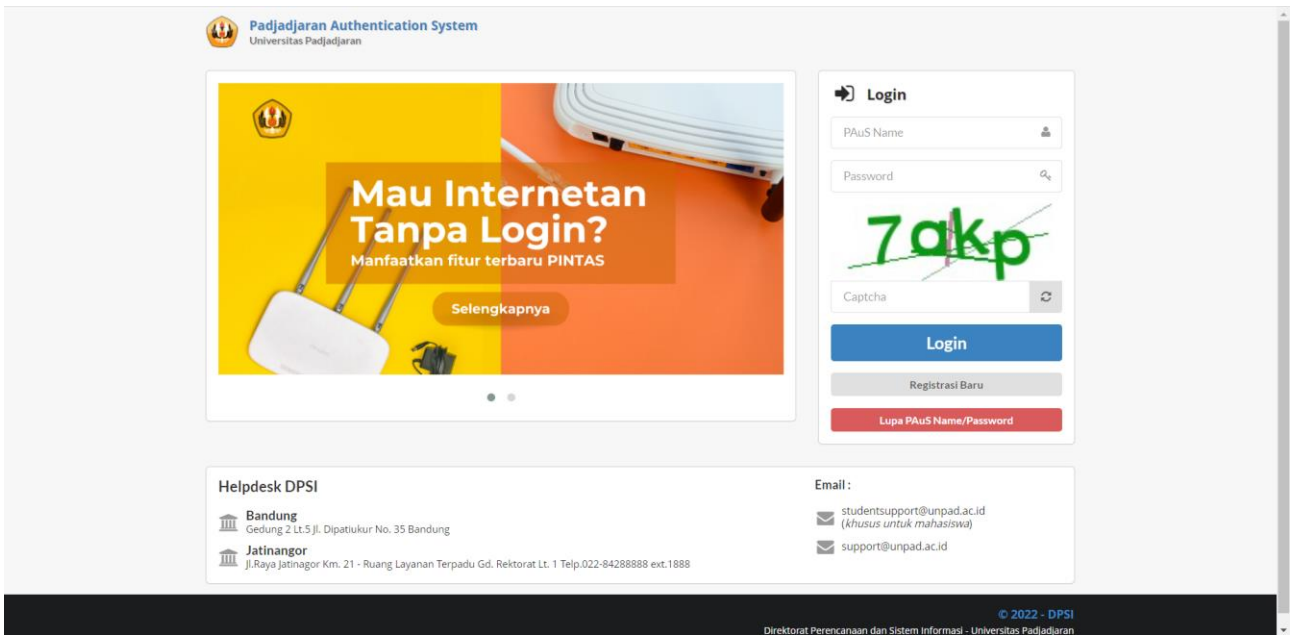 Padjadjaran Authentication System
Universitas Padjadjaran
Mau Internetan
Tanpa Login?
Manfaatkan fitur terbaru PINTAS
Selengkapnya
Login
PAuS Name
Password
7akp
Captcha
Login
Registrasi Baru
Lupa PAuS Name/Password
Helpdesk DPSI
Bandung
Gedung 2 Lt.5 Jl. Dipatiukur No. 35 Bandung
Jatinangor
Jl.Raya Jatinagor Km. 21 - Ruang Layanan Terpadu Gd. Rektorat Lt. 1 Telp.022-84288888 ext.1888
Email :
studentsupport@unpad.ac.id
(khusus untuk mahasiswa)
support@unpad.ac.id
© 2022 - DPSI
Direktorat Perencanaan dan Sistem Informasi - Universitas Padjadjaran